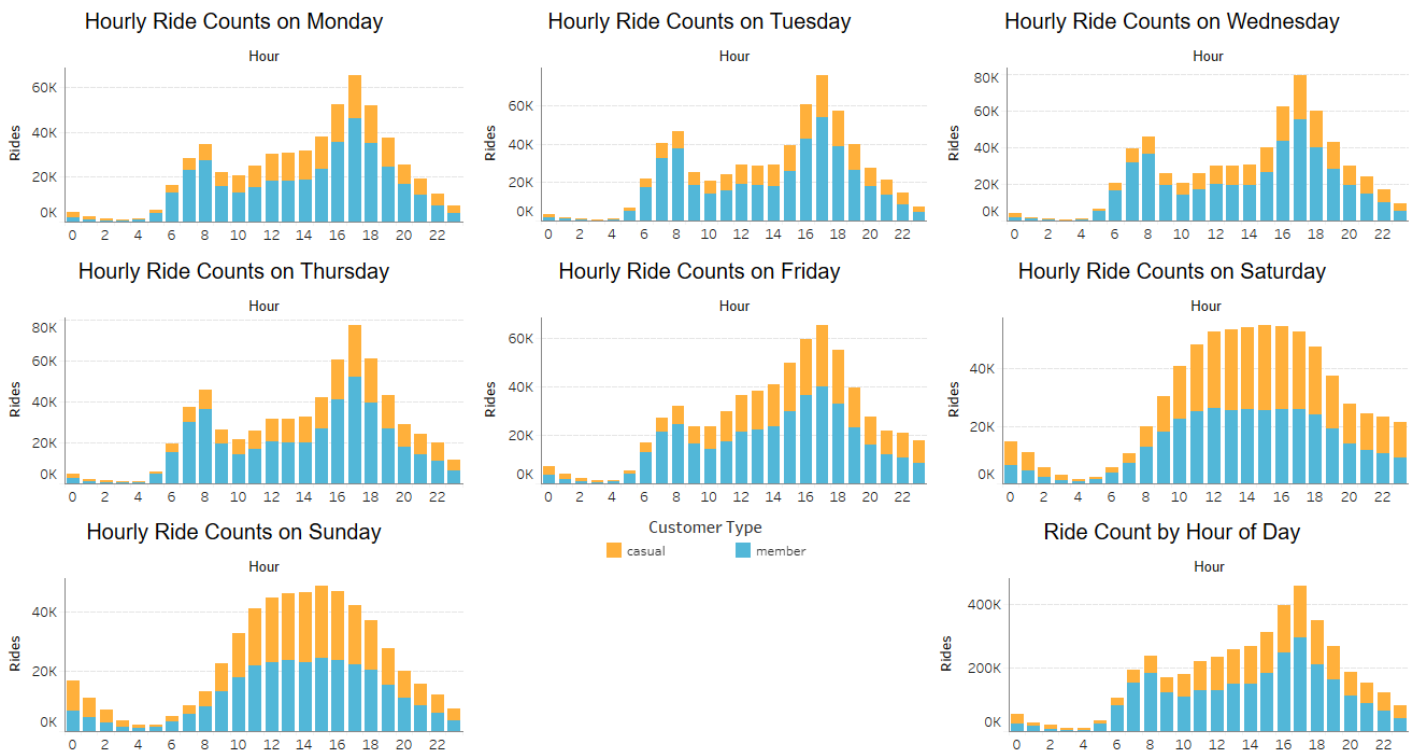 Hourly Ride Counts on Monday
Hour
Rides
60K
40K
20K
0K
0 2 4 6 8 10 12 14 16 18 20 22
Hourly Ride Counts on Tuesday
Hour
Rides
60K
40K
20K
0K
0 2 4 6 8 10 12 14 16 18 20 22
Hourly Ride Counts on Wednesday
Hour
Rides
80K
60K
40K
20K
0K
0 2 4 6 8 10 12 14 16 18 20 22
Hourly Ride Counts on Thursday
Hour
Rides
80K
60K
40K
20K
0K
0 2 4 6 8 10 12 14 16 18 20 22
Hourly Ride Counts on Friday
Hour
Rides
60K
40K
20K
0K
0 2 4 6 8 10 12 14 16 18 20 22
Hourly Ride Counts on Saturday
Hour
Rides
40K
20K
0K
0 2 4 6 8 10 12 14 16 18 20 22
Hourly Ride Counts on Sunday
Hour
Rides
40K
20K
0K
0 2 4 6 8 10 12 14 16 18 20 22
Customer Type
casual member
Ride Count by Hour of Day
Hour
Rides
400K
200K
0K
0 2 4 6 8 10 12 14 16 18 20 22